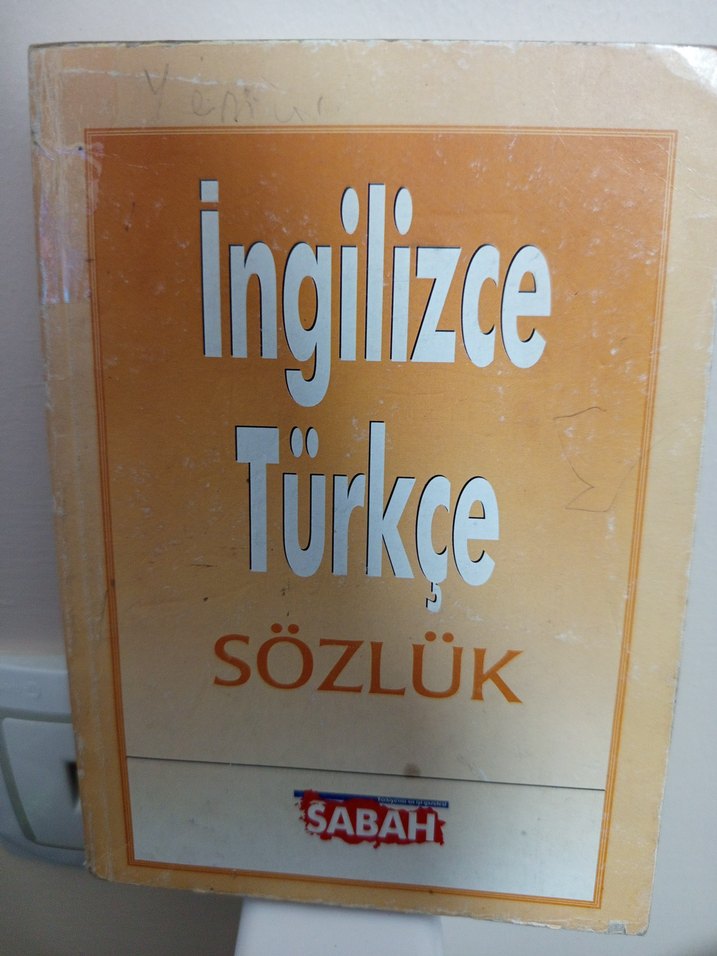 İngilizce
Türkçe
SÖZLÜK
SABAH